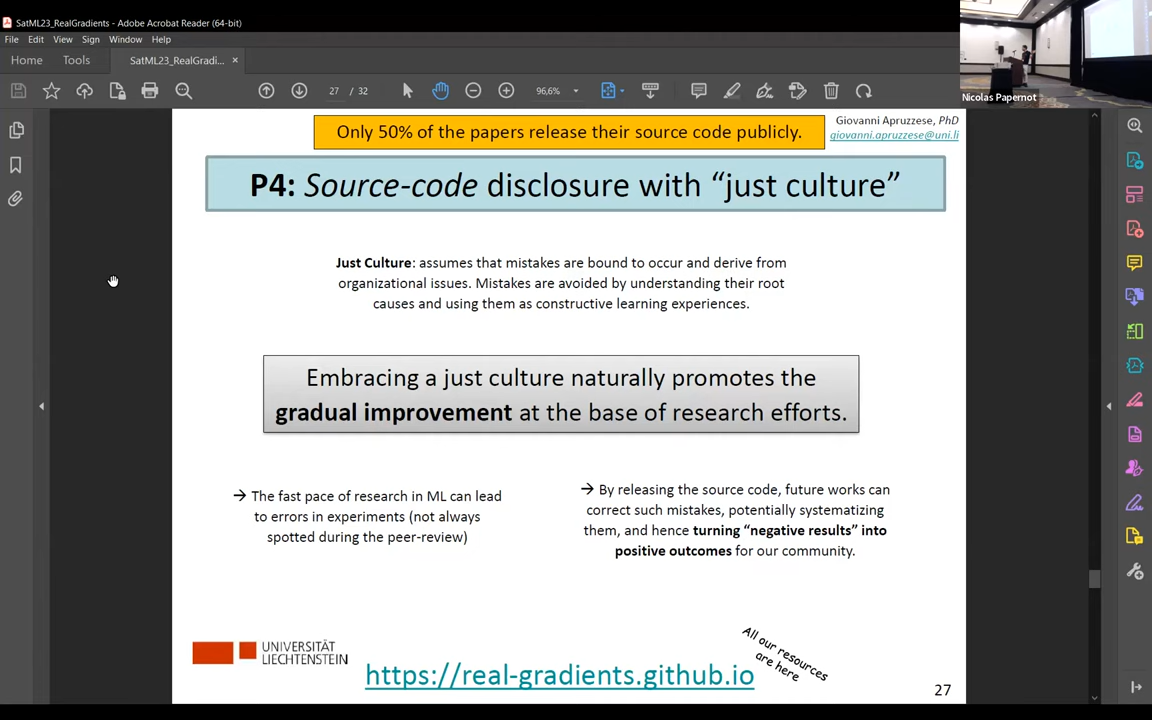 SatML23_RealGradients - Adobe Acrobat Reader (64-bit)
File Edit View Sign Window Help
Home Tools SatML23_RealGradi... ×
27 / 32 96,6%
Nicolas Papernot
Only 50% of the papers release their source code publicly.
Giovanni Apruzzese, PhD
giovanni.apruzzese@uni.li
P4: Source-code disclosure with “just culture”
Just Culture: assumes that mistakes are bound to occur and derive from
organizational issues. Mistakes are avoided by understanding their root
causes and using them as constructive learning experiences.
Embracing a just culture naturally promotes the
gradual improvement at the base of research efforts.
→ The fast pace of research in ML can lead
to errors in experiments (not always
spotted during the peer-review)
→ By releasing the source code, future works can
correct such mistakes, potentially systematizing
them, and hence turning “negative results” into
positive outcomes for our community.
UNIVERSITÄT
LIECHTENSTEIN
https://real-gradients.github.io
All our resources
are here
27